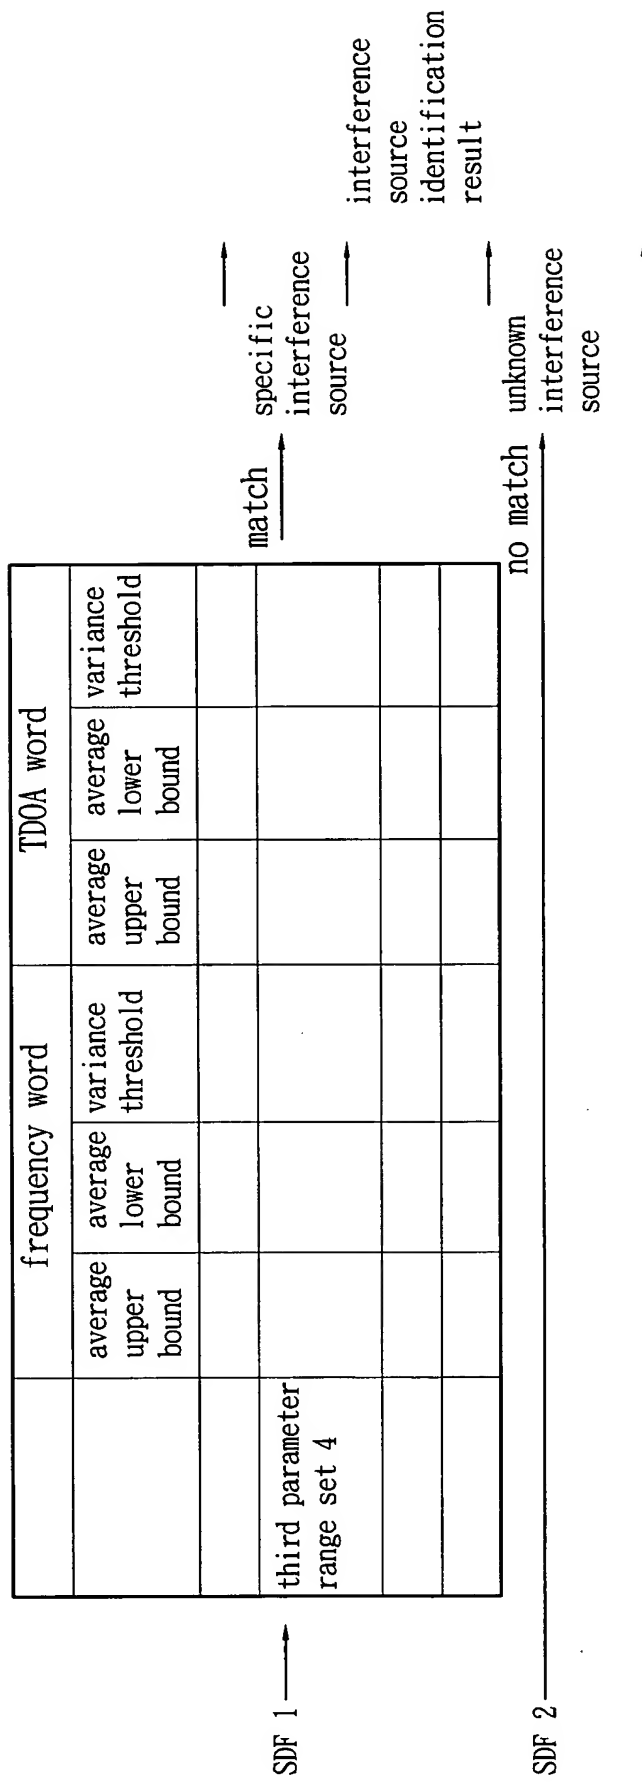 frequency word
TDOA word
average
upper
bound
average
lower
bound
variance
threshold
average
upper
bound
average
lower
bound
variance
threshold
SDF 1
third parameter
range set 4
match
specific
interference
source
interference
source
identification
result
SDF 2
no match
unknown
interference
source